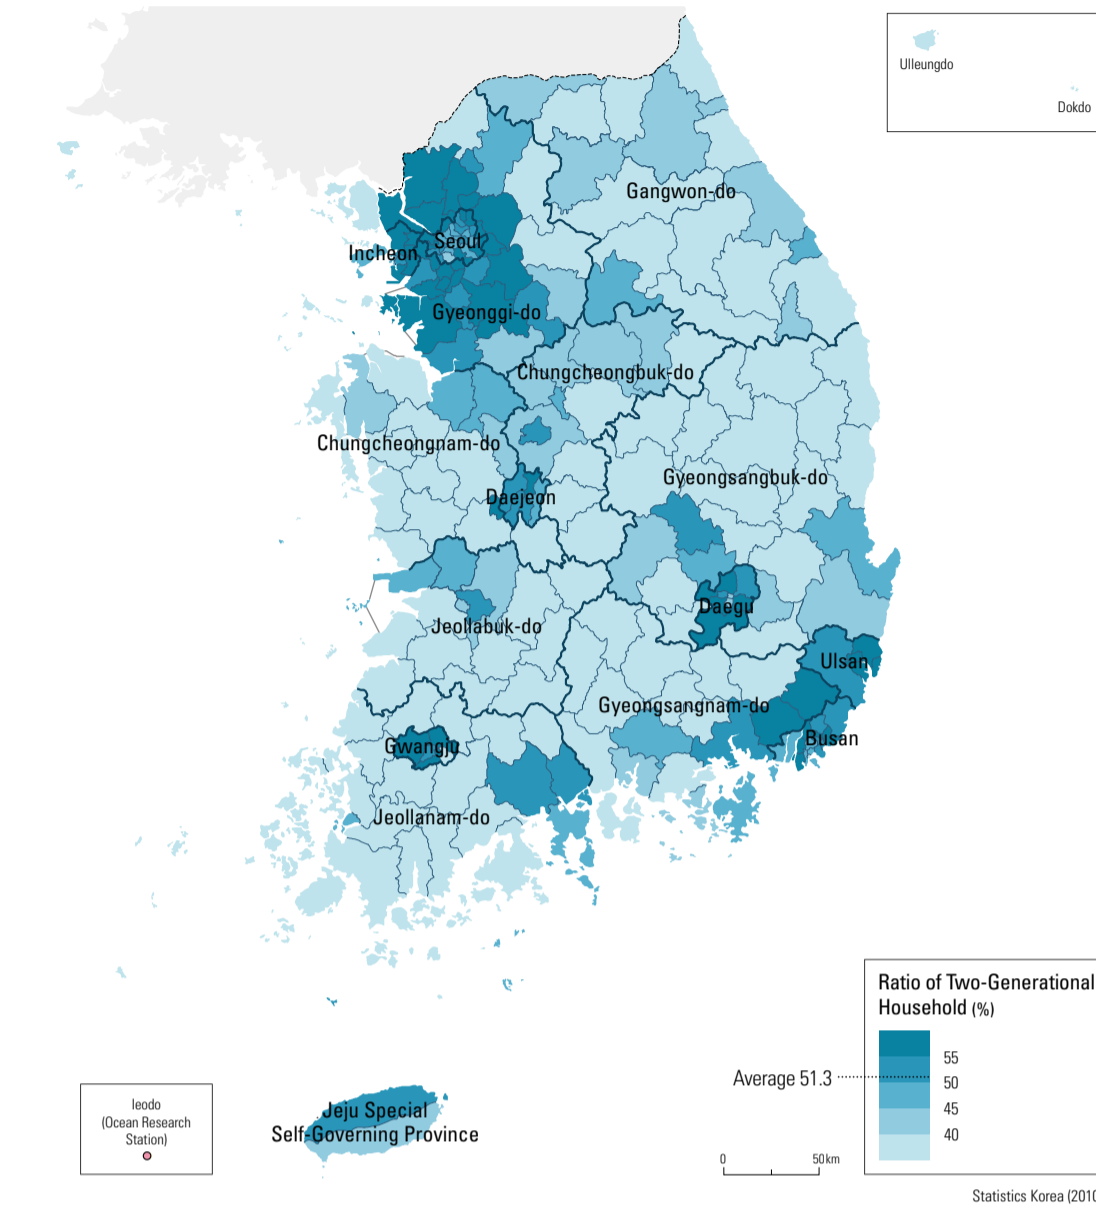 Ulleungdo
Dokdo
Gangwon-do
Seoul
Incheon
Gyeonggi-do
Chungcheongbuk-do
Chungcheongnam-do
Gyeongsangbuk-do
Daejeon
Daegu
Jeollabuk-do
Ulsan
Gyeongsangnam-do
Busan
Gwangju
Jeollanam-do
Ratio of Two-Generational
Household (%)
55
Average 51.3
50
45
40
Ieodo
(Ocean Research
Station)
Jeju Special
Self-Governing Province
0 50km
Statistics Korea (2010